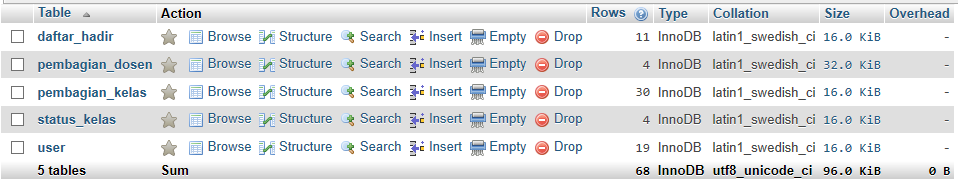 Table Action Rows Type Collation Size Overhead
daftar_hadir Browse Structure Search Insert Empty Drop 11 InnoDB latin1_swedish_ci 16.0 KiB -
pembagian_dosen Browse Structure Search Insert Empty Drop 4 InnoDB latin1_swedish_ci 32.0 KiB -
pembagian_kelas Browse Structure Search Insert Empty Drop 30 InnoDB latin1_swedish_ci 16.0 KiB -
status_kelas Browse Structure Search Insert Empty Drop 4 InnoDB latin1_swedish_ci 16.0 KiB -
user Browse Structure Search Insert Empty Drop 19 InnoDB latin1_swedish_ci 16.0 KiB -
5 tables Sum 68 InnoDB utf8_unicode_ci 96.0 KiB 0 B